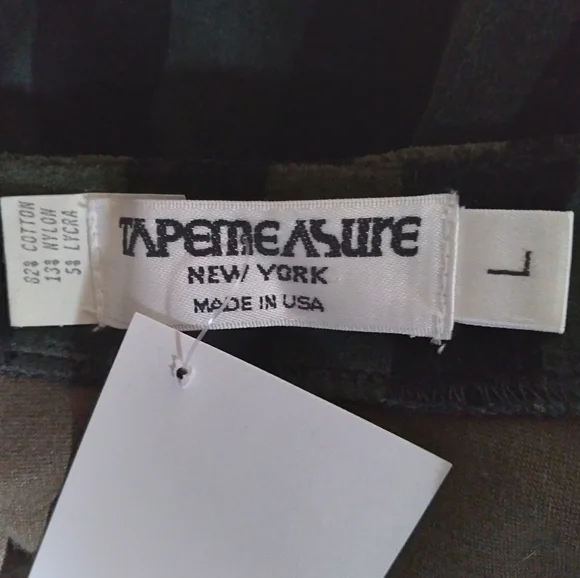 82% COTTON
13% NYLON
5% LYCRA
TAPEMEASURE
NEW YORK
MADE IN USA
L